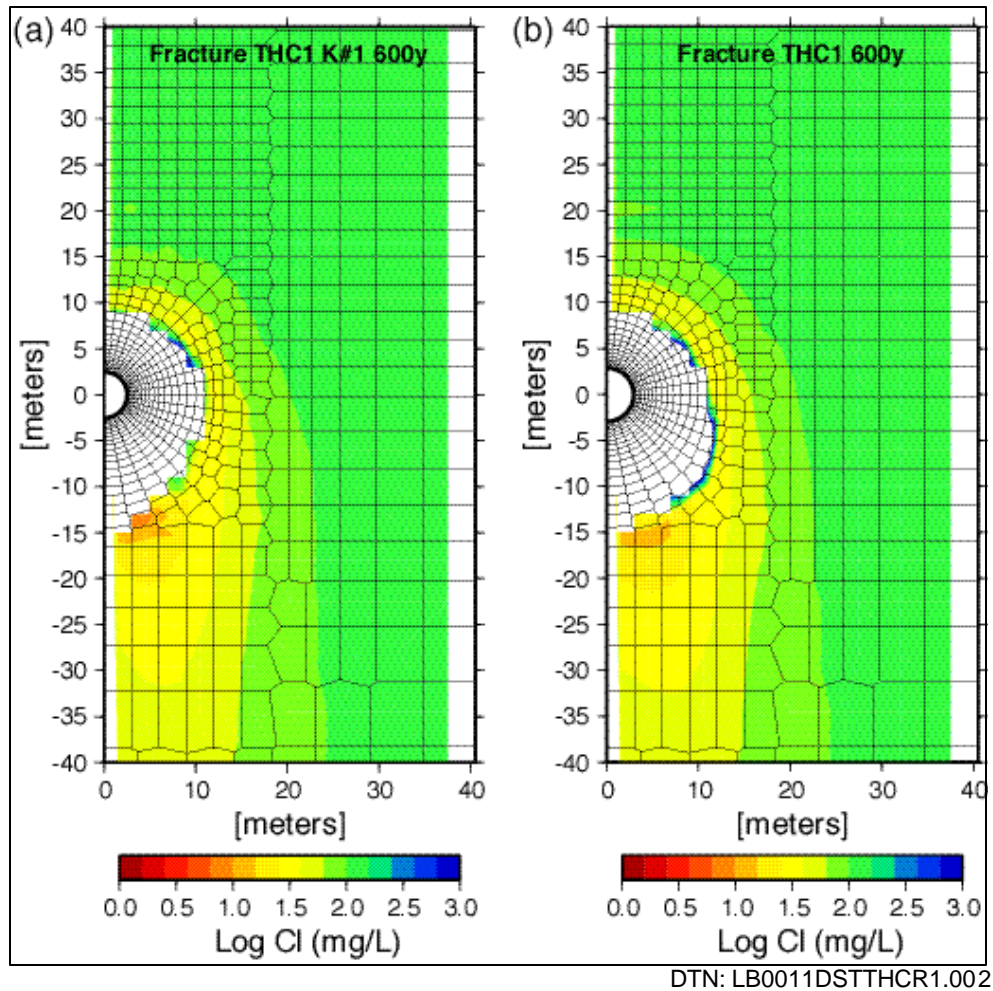 (a)
Fracture THC1 K#1 600y
40
35
30
25
20
15
10
5
0
-5
-10
-15
-20
-25
-30
-35
-40
[meters]
0 10 20 30 40
[meters]
0.0 0.5 1.0 1.5 2.0 2.5 3.0
Log Cl (mg/L)
(b)
Fracture THC1 600y
40
35
30
25
20
15
10
5
0
-5
-10
-15
-20
-25
-30
-35
-40
[meters]
0 10 20 30 40
[meters]
0.0 0.5 1.0 1.5 2.0 2.5 3.0
Log Cl (mg/L)
DTN: LB0011DSTTHCR1.002